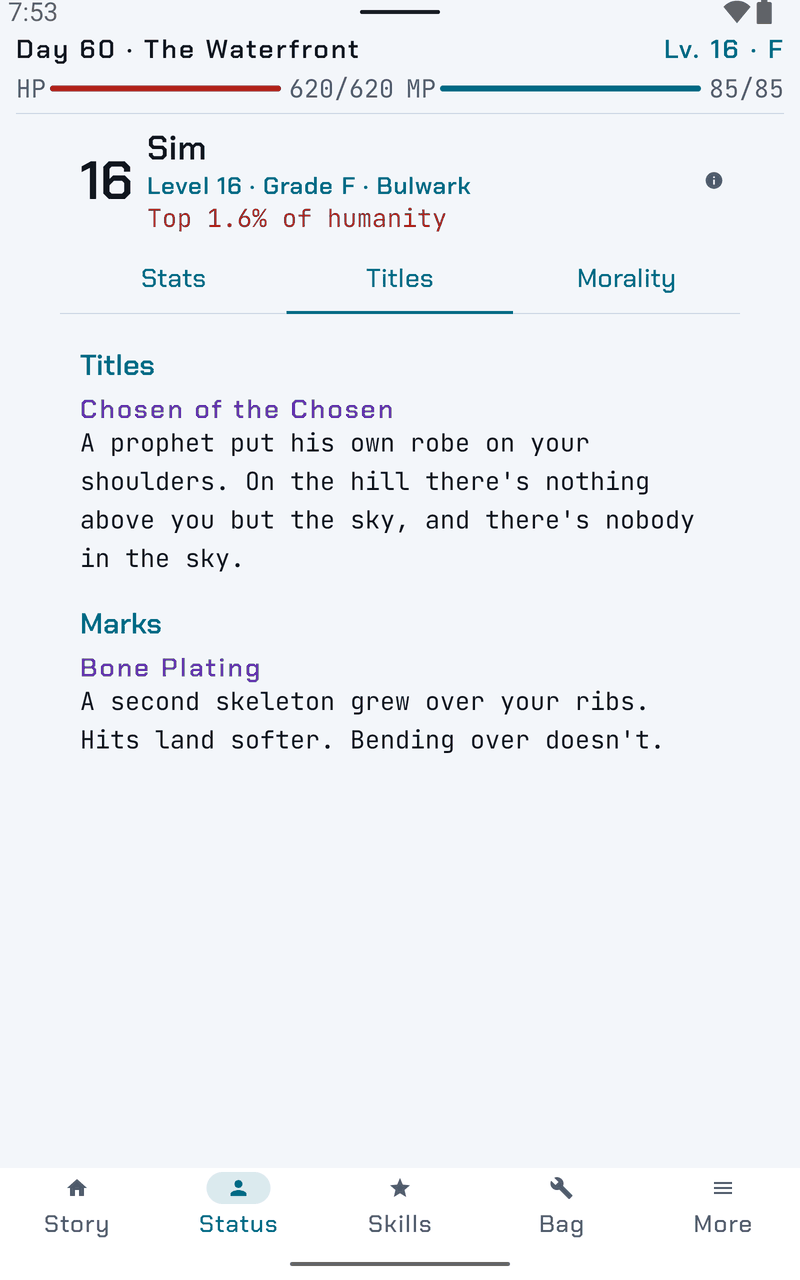 7:53
Day 60 · The Waterfront
Lv. 16 · F
HP 620/620 MP 85/85
16
Sim
Level 16 · Grade F · Bulwark
Top 1.6% of humanity
Stats Titles Morality
Titles
Chosen of the Chosen
A prophet put his own robe on your
shoulders. On the hill there's nothing
above you but the sky, and there's nobody
in the sky.
Marks
Bone Plating
A second skeleton grew over your ribs.
Hits land softer. Bending over doesn't.
Story Status Skills Bag More